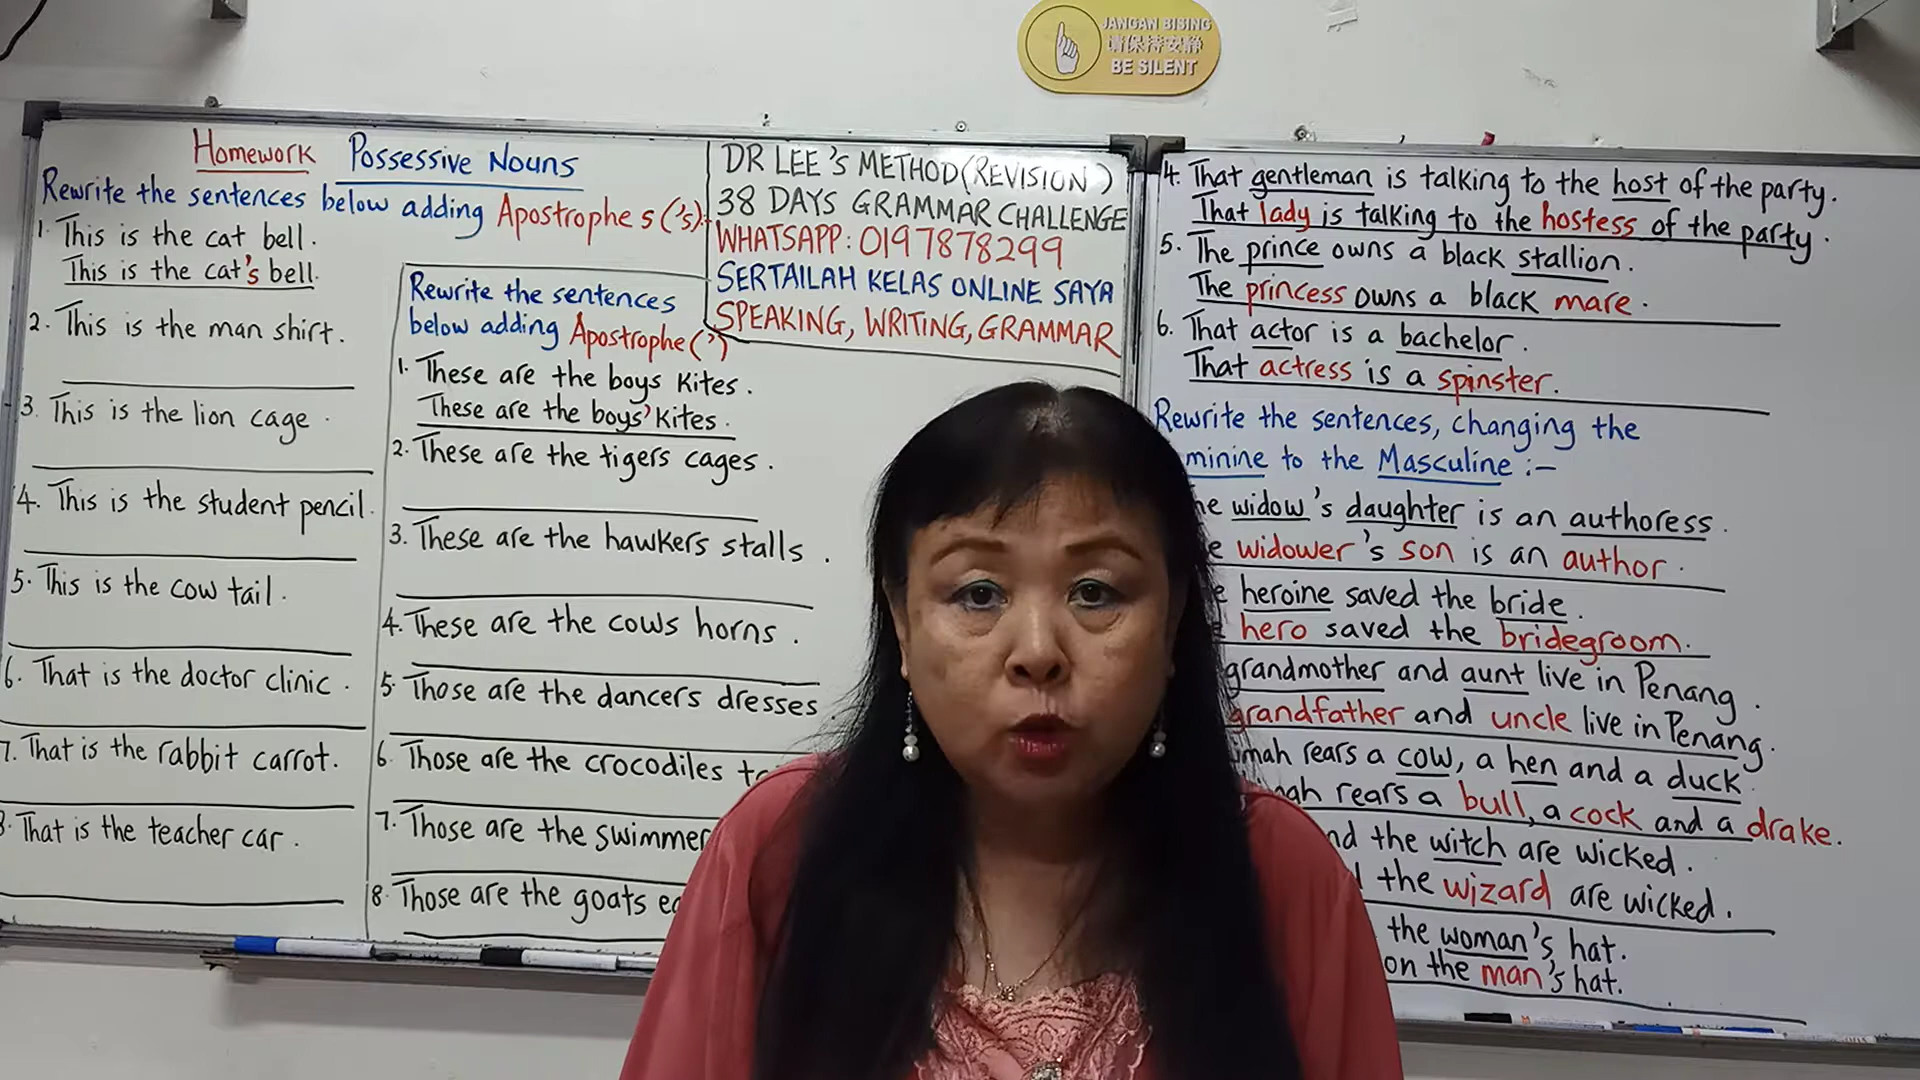 JANGAN BISING
请保持安静
BE SILENT
Homework Possessive Nouns
Rewrite the sentences below adding Apostrophe s ('s):-
1. This is the cat bell.
This is the cat's bell.
2. This is the man shirt.
3. This is the lion cage.
4. This is the student pencil.
5. This is the cow tail.
6. That is the doctor clinic.
7. That is the rabbit carrot.
8. That is the teacher car.
Rewrite the sentences
below adding Apostrophe (')
1. These are the boys kites.
These are the boys' kites.
2. These are the tigers cages.
3. These are the hawkers stalls.
4. These are the cows horns.
5. Those are the dancers dresses.
6. Those are the crocodiles
7. Those are the
8. Those are the goats
DR LEE'S METHOD (REVISION)
38 DAYS GRAMMAR CHALLENGE
WHATSAPP: 0197878299
SERTAILAH KELAS ONLINE SAYA
SPEAKING, WRITING, GRAMMAR
4. That gentleman is talking to the host of the party.
That lady is talking to the hostess of the party.
5. The prince owns a black stallion.
The princess owns a black mare.
6. That actor is a bachelor.
That actress is a spinster.
Rewrite the sentences, changing the
to the Masculine :-
widow's daughter is an authoress.
widower's son is an author.
heroine saved the bride.
hero saved the bridegroom.
grandmother and aunt live in Penang.
grandfather and uncle live in Penang.
rears a cow, a hen and a duck.
rears a bull, a cock and a drake.
the witch are wicked.
the wizard are wicked.
the woman's hat.
on the man's hat.